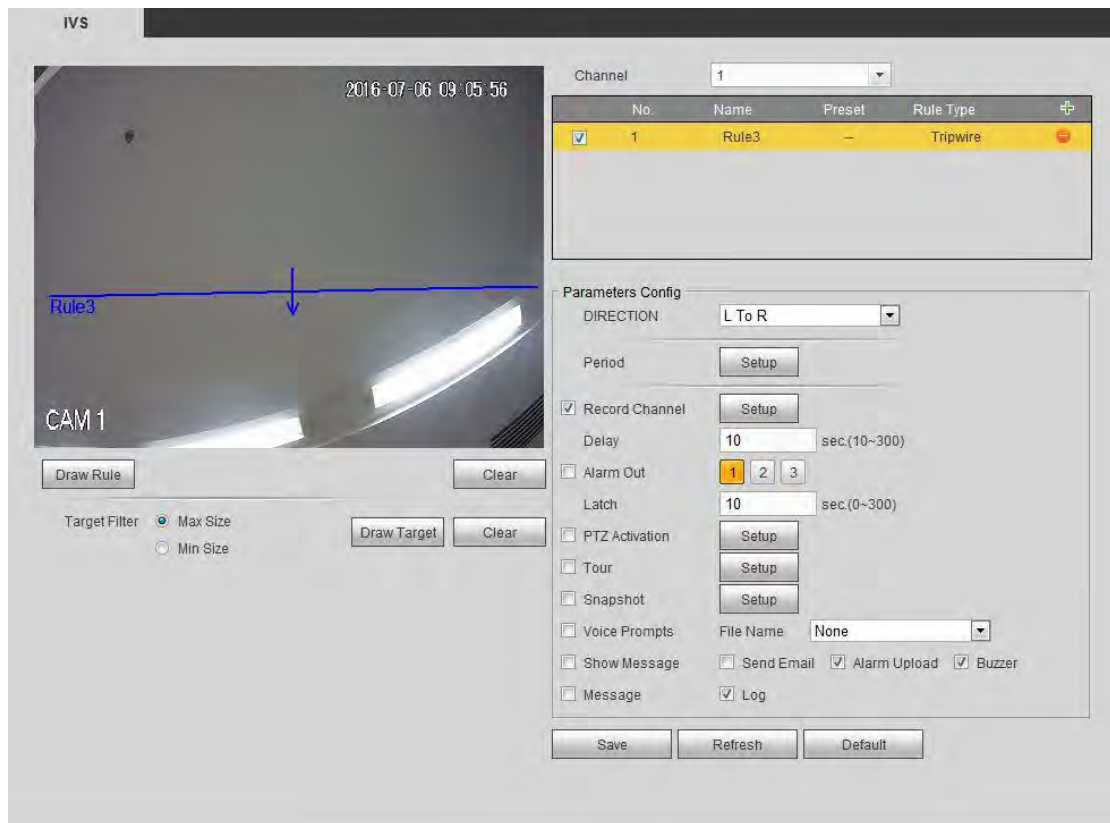 IVS
2016-07-06 09:05:56
Rule3
CAM 1
Draw Rule Clear
Target Filter Max Size Draw Target Clear
Min Size
Channel 1
No. Name Preset Rule Type
1 Rule3 – Tripwire
Parameters Config
DIRECTION L To R
Period Setup
Record Channel Setup
Delay 10 sec.(10~300)
Alarm Out 1 2 3
Latch 10 sec.(0~300)
PTZ Activation Setup
Tour Setup
Snapshot Setup
Voice Prompts File Name None
Show Message Send Email Alarm Upload Buzzer
Message Log
Save Refresh Default